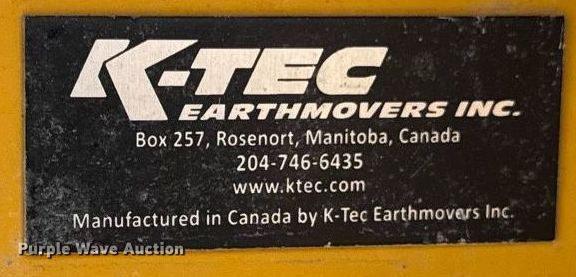 K-TEC
EARTHMOVERS INC.
Box 257, Rosenort, Manitoba, Canada
204-746-6435
www.ktec.com
Manufactured in Canada by K-Tec Earthmovers Inc.
Purple Wave Auction